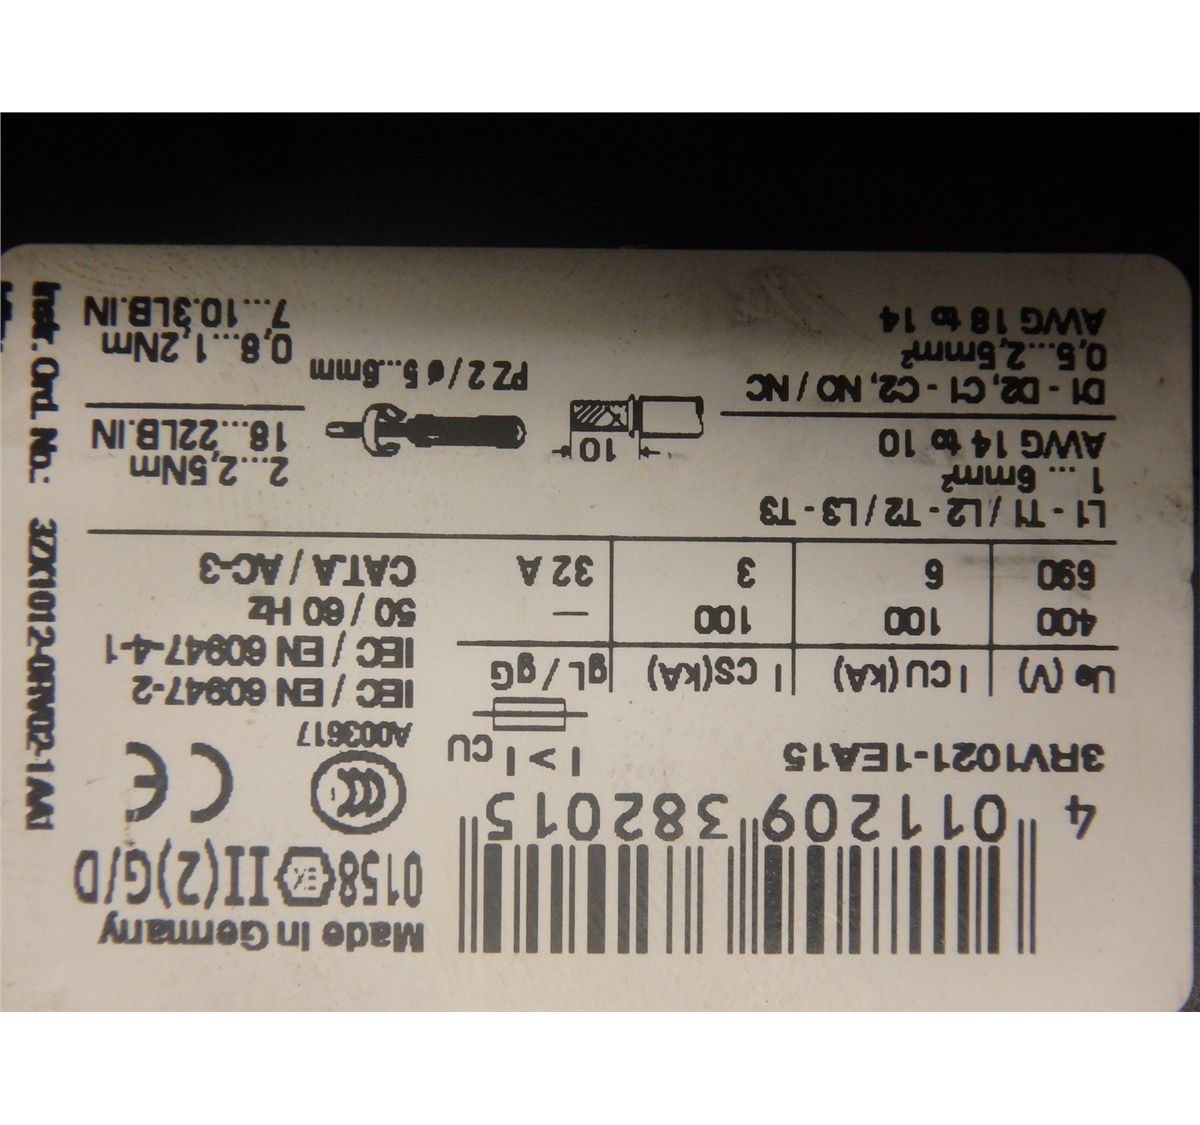 Made in Germany
0158 Ex II(2)G/D
4 011209 382015
3RV1021-1EA15
I > I CU
A003617
IEC / EN 60947-2
IEC / EN 60947-4-1
50 / 60 Hz
CAT.A / AC-3
Ue (V) I CU(kA) I CS(kA) gL / gG
400 100 100 —
690 6 3 32 A
L1 - T1 / L2 - T2 / L3 - T3
1 ... 6mm²
AWG 14 to 10
10
2...2,5Nm
18...22LB.IN
D1 - D2, C1 - C2, NO / NC
0,5...2,5mm²
AWG 18 to 14
PZ 2 / ø 5...6mm
0,8...1,2Nm
7...10.3LB.IN
Instr. Ord. No.: 3ZX1012-0RV02-1AA1